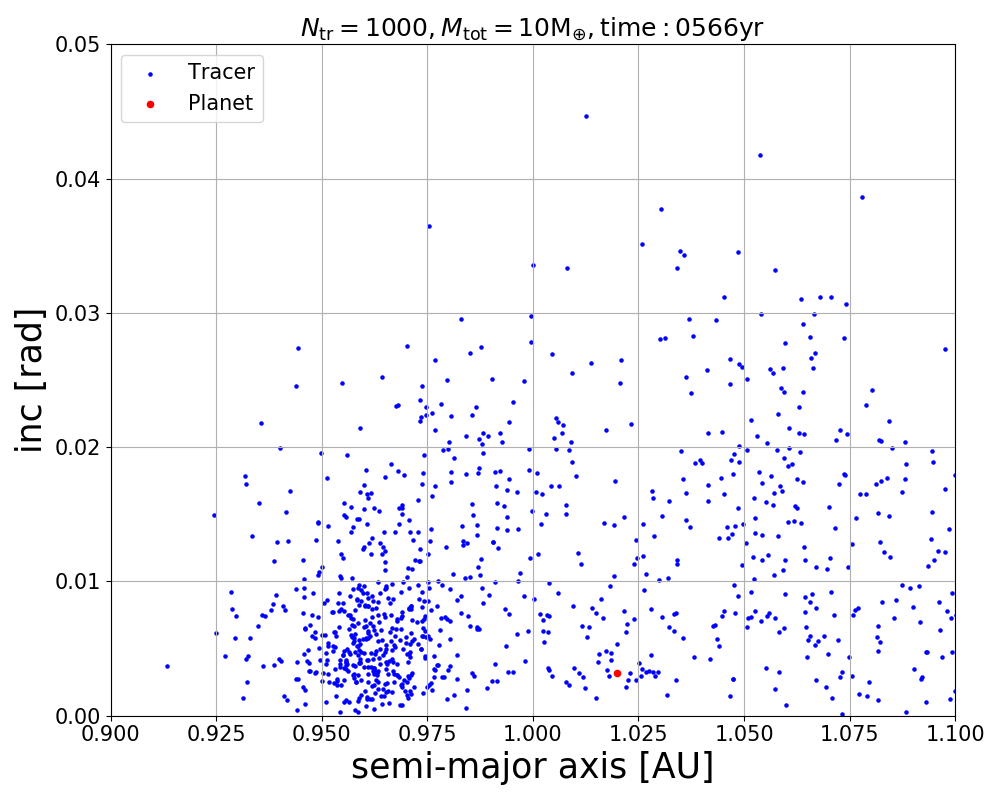 N_tr = 1000, M_tot = 10M_⊕, time : 0566yr
Tracer
Planet
0.05
0.04
0.03
0.02
0.01
0.00
inc [rad]
0.900 0.925 0.950 0.975 1.000 1.025 1.050 1.075 1.100
semi-major axis [AU]